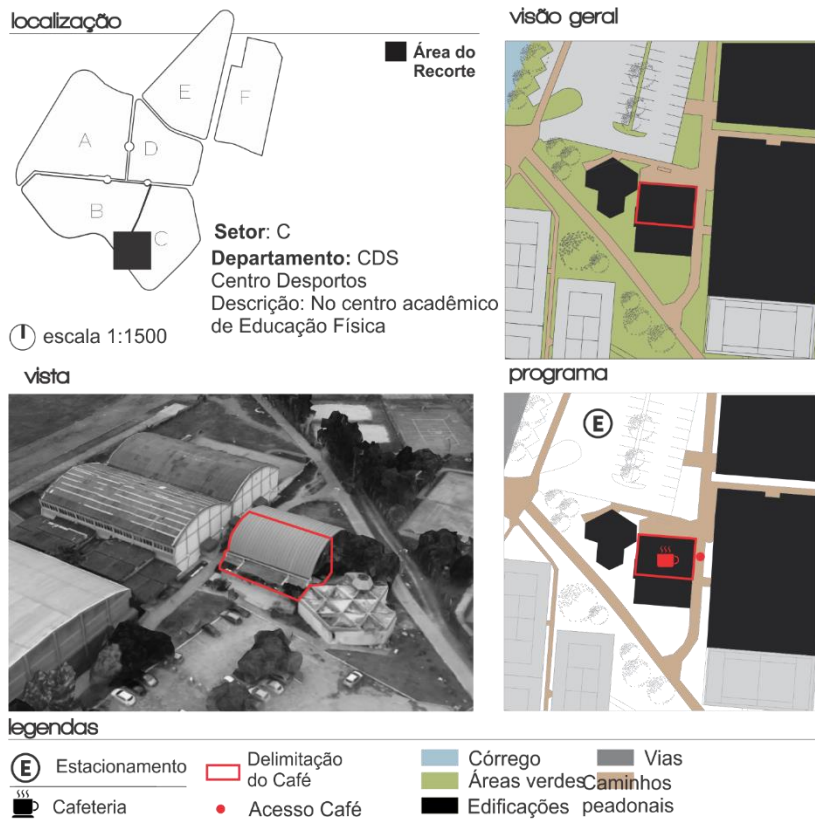 localização
Área do
Recorte
A
B
C
D
E
F
Setor: C
Departamento: CDS
Centro Desportos
Descrição: No centro acadêmico
de Educação Física
escala 1:1500
visão geral
vista
programa
E
legendas
E Estacionamento
Cafeteria
Delimitação
do Café
Acesso Café
Córrego
Áreas verdes
Edificações
Vias
Caminhos
peadonais